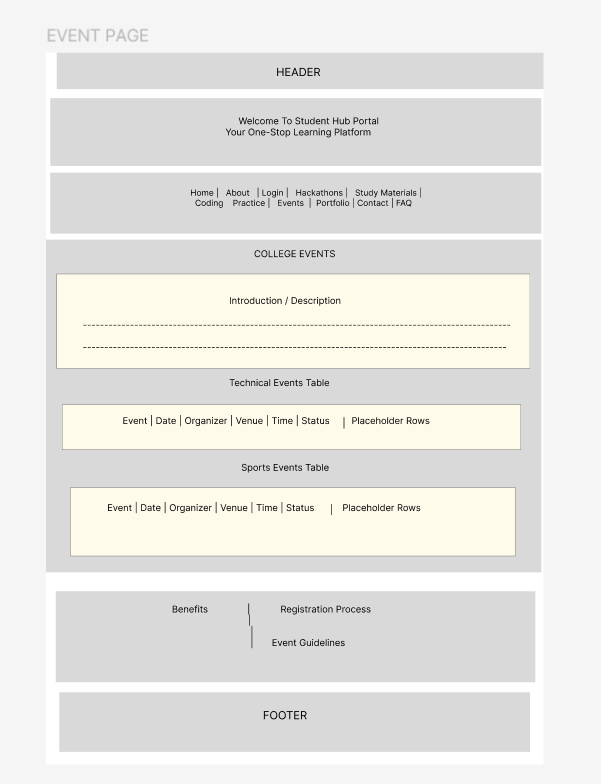 EVENT PAGE
HEADER
Welcome To Student Hub Portal
Your One-Stop Learning Platform
Home | About | Login | Hackathons | Study Materials |
Coding Practice | Events | Portfolio | Contact | FAQ
COLLEGE EVENTS
Introduction / Description
Technical Events Table
Event | Date | Organizer | Venue | Time | Status | Placeholder Rows
Sports Events Table
Event | Date | Organizer | Venue | Time | Status | Placeholder Rows
Benefits | Registration Process
| Event Guidelines
FOOTER